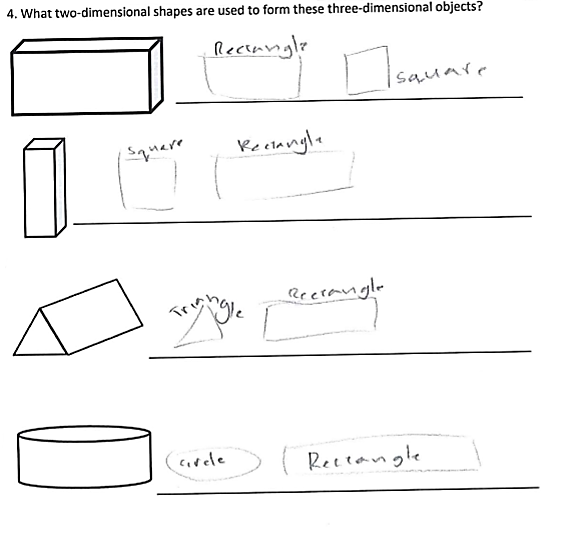 4. What two-dimensional shapes are used to form these three-dimensional objects?
Rectangle square
square Rectangle
Triangle Rectangle
circle Rectangle